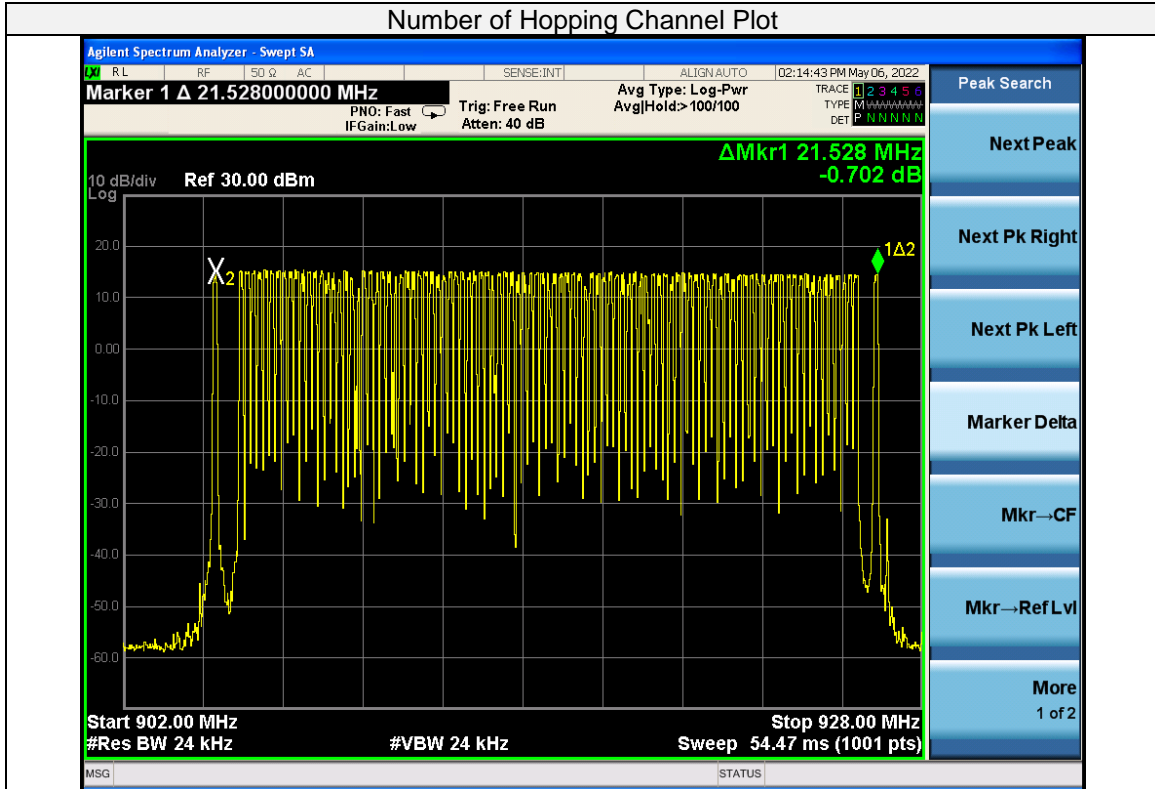 Number of Hopping Channel Plot
Agilent Spectrum Analyzer - Swept SA
LXI RL RF 50 Ω AC SENSE:INT ALIGN AUTO 02:14:43 PM May 06, 2022
Marker 1 Δ 21.528000000 MHz
PNO: Fast
IFGain:Low
Trig: Free Run
Atten: 40 dB
Avg Type: Log-Pwr
Avg|Hold:>100/100
TRACE 1 2 3 4 5 6
TYPE M WWWWW
DET P N N N N N
Peak Search
Next Peak
Next Pk Right
Next Pk Left
Marker Delta
Mkr→CF
Mkr→Ref Lvl
More
1 of 2
ΔMkr1 21.528 MHz
-0.702 dB
10 dB/div
Log
Ref 30.00 dBm
20.0
10.0
0.00
-10.0
-20.0
-30.0
-40.0
-50.0
-60.0
X2
1Δ2
Start 902.00 MHz
Stop 928.00 MHz
#Res BW 24 kHz
#VBW 24 kHz
Sweep 54.47 ms (1001 pts)
MSG
STATUS